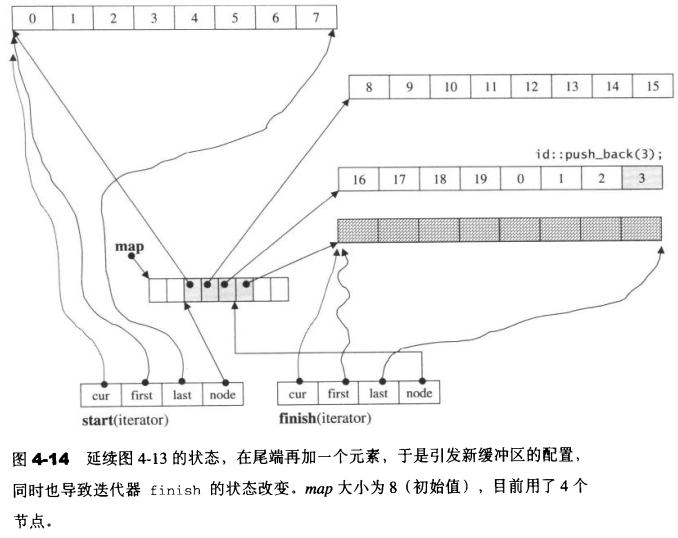 0 1 2 3 4 5 6 7
8 9 10 11 12 13 14 15
id::push_back(3);
16 17 18 19 0 1 2 3
map
cur first last node
start(iterator)
cur first last node
finish(iterator)
图 4-14 延续图 4-13 的状态，在尾端再加一个元素，于是引发新缓冲区的配置，
同时也导致迭代器 finish 的状态改变。map 大小为 8（初始值），目前用了 4 个
节点。